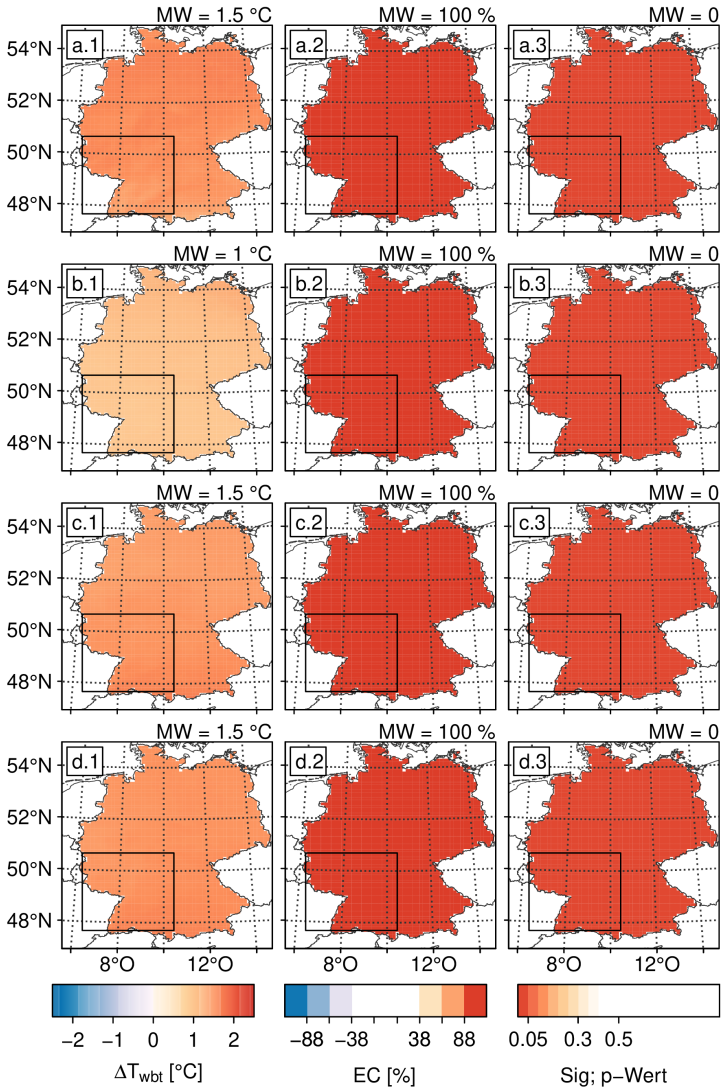 MW = 1.5 °C MW = 100 % MW = 0
54°N a.1 a.2 a.3
52°N
50°N
48°N
MW = 1 °C MW = 100 % MW = 0
54°N b.1 b.2 b.3
52°N
50°N
48°N
MW = 1.5 °C MW = 100 % MW = 0
54°N c.1 c.2 c.3
52°N
50°N
48°N
MW = 1.5 °C MW = 100 % MW = 0
54°N d.1 d.2 d.3
52°N
50°N
48°N
8°O 12°O 8°O 12°O 8°O 12°O
−2 −1 0 1 2 −88 −38 38 88 0.05 0.3 0.5
ΔTwbt [°C] EC [%] Sig; p−Wert